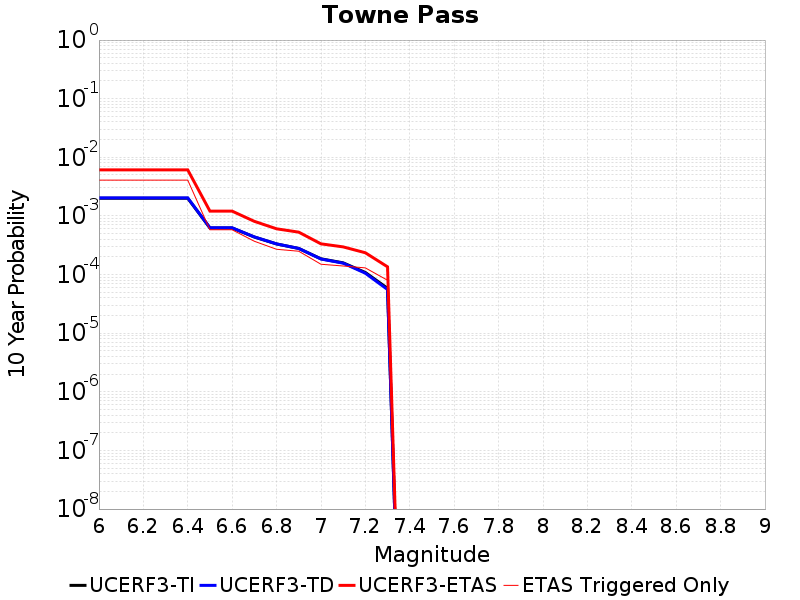 Towne Pass
10 Year Probability
10^0
10^-1
10^-2
10^-3
10^-4
10^-5
10^-6
10^-7
10^-8
6 6.2 6.4 6.6 6.8 7 7.2 7.4 7.6 7.8 8 8.2 8.4 8.6 8.8 9
Magnitude
UCERF3-TI UCERF3-TD UCERF3-ETAS ETAS Triggered Only